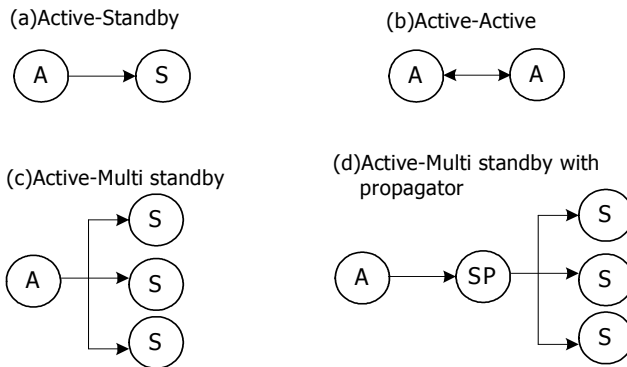 (a)Active-Standby
A S
(b)Active-Active
A A
(c)Active-Multi standby
A
S
S
S
(d)Active-Multi standby with
propagator
A SP
S
S
S